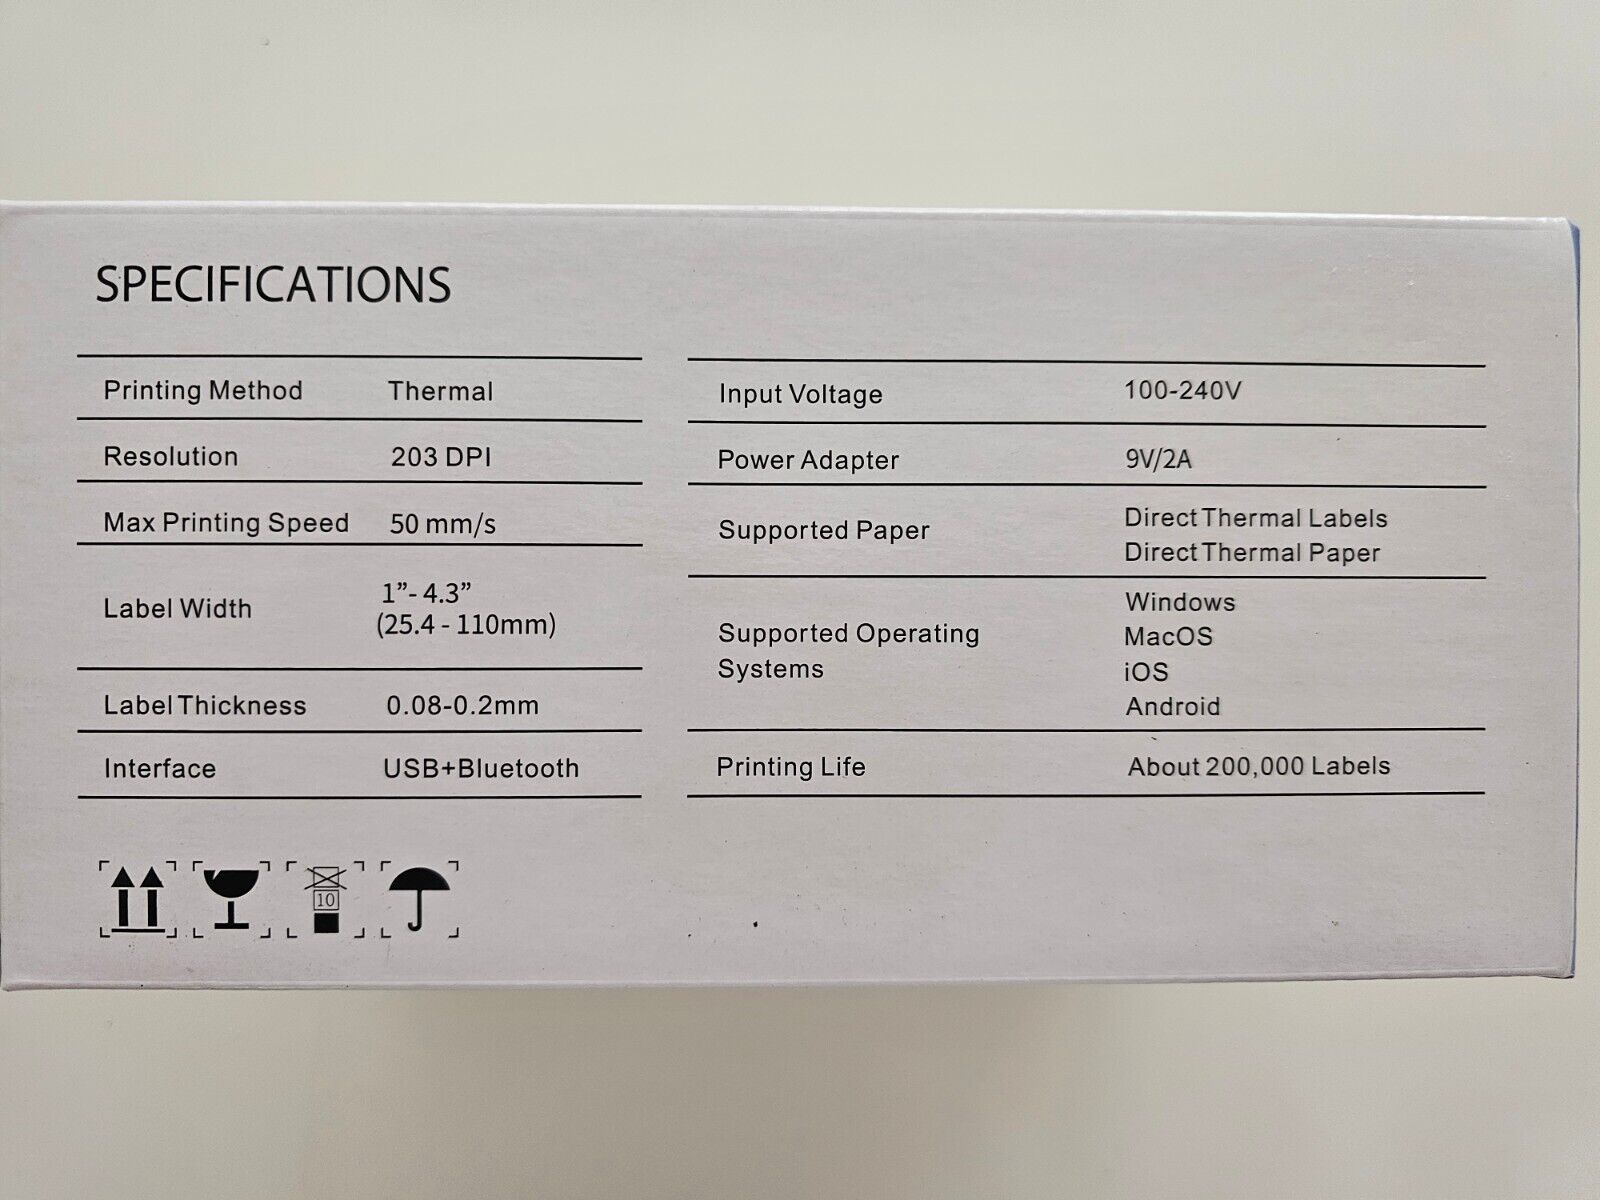 SPECIFICATIONS
Printing Method Thermal
Resolution 203 DPI
Max Printing Speed 50 mm/s
Label Width 1”- 4.3”
(25.4 - 110mm)
Label Thickness 0.08-0.2mm
Interface USB+Bluetooth
Input Voltage 100-240V
Power Adapter 9V/2A
Supported Paper Direct Thermal Labels
Direct Thermal Paper
Supported Operating Systems Windows
MacOS
iOS
Android
Printing Life About 200,000 Labels
10